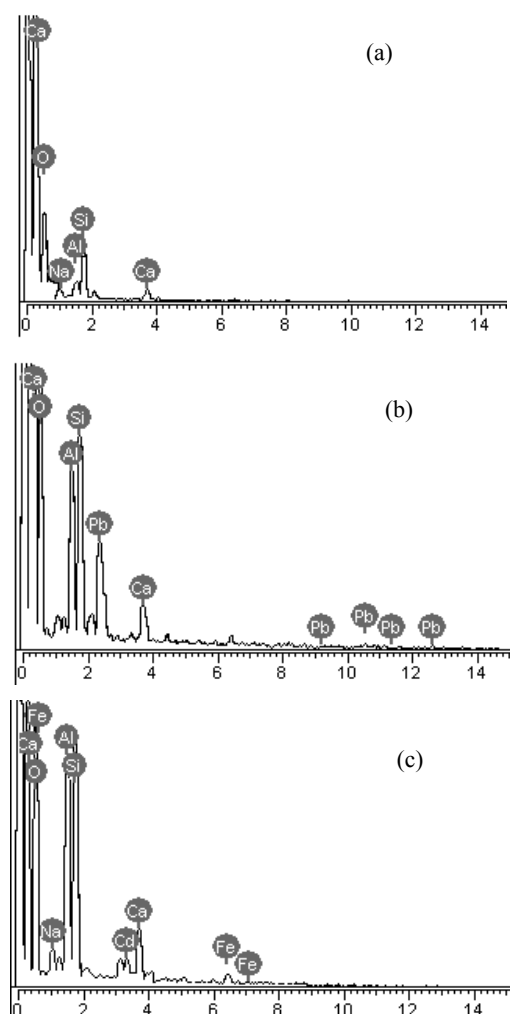 Ca
(a)
O
Si
Al
Na
Ca
0 2 4 6 8 10 12 14
Ca
(b)
O
Si
Al
Pb
Ca
Pb Pb Pb Pb
0 2 4 6 8 10 12 14
Fe
Ca
O
Al
Si
(c)
Na
Cd
Ca
Fe
Fe
0 2 4 6 8 10 12 14